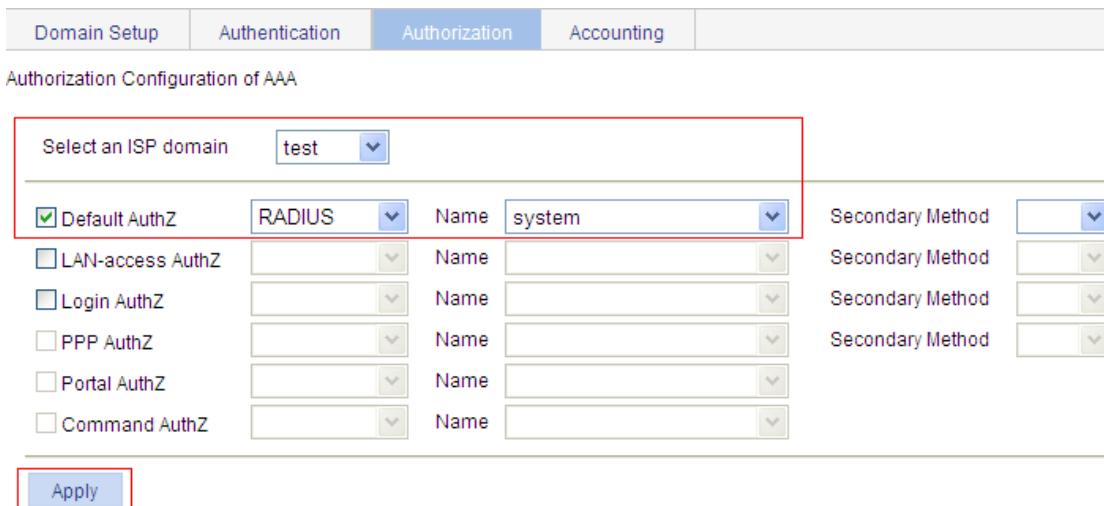 Domain Setup Authentication Authorization Accounting
Authorization Configuration of AAA
Select an ISP domain test
Default AuthZ RADIUS Name system Secondary Method
LAN-access AuthZ Name Secondary Method
Login AuthZ Name Secondary Method
PPP AuthZ Name Secondary Method
Portal AuthZ Name
Command AuthZ Name
Apply